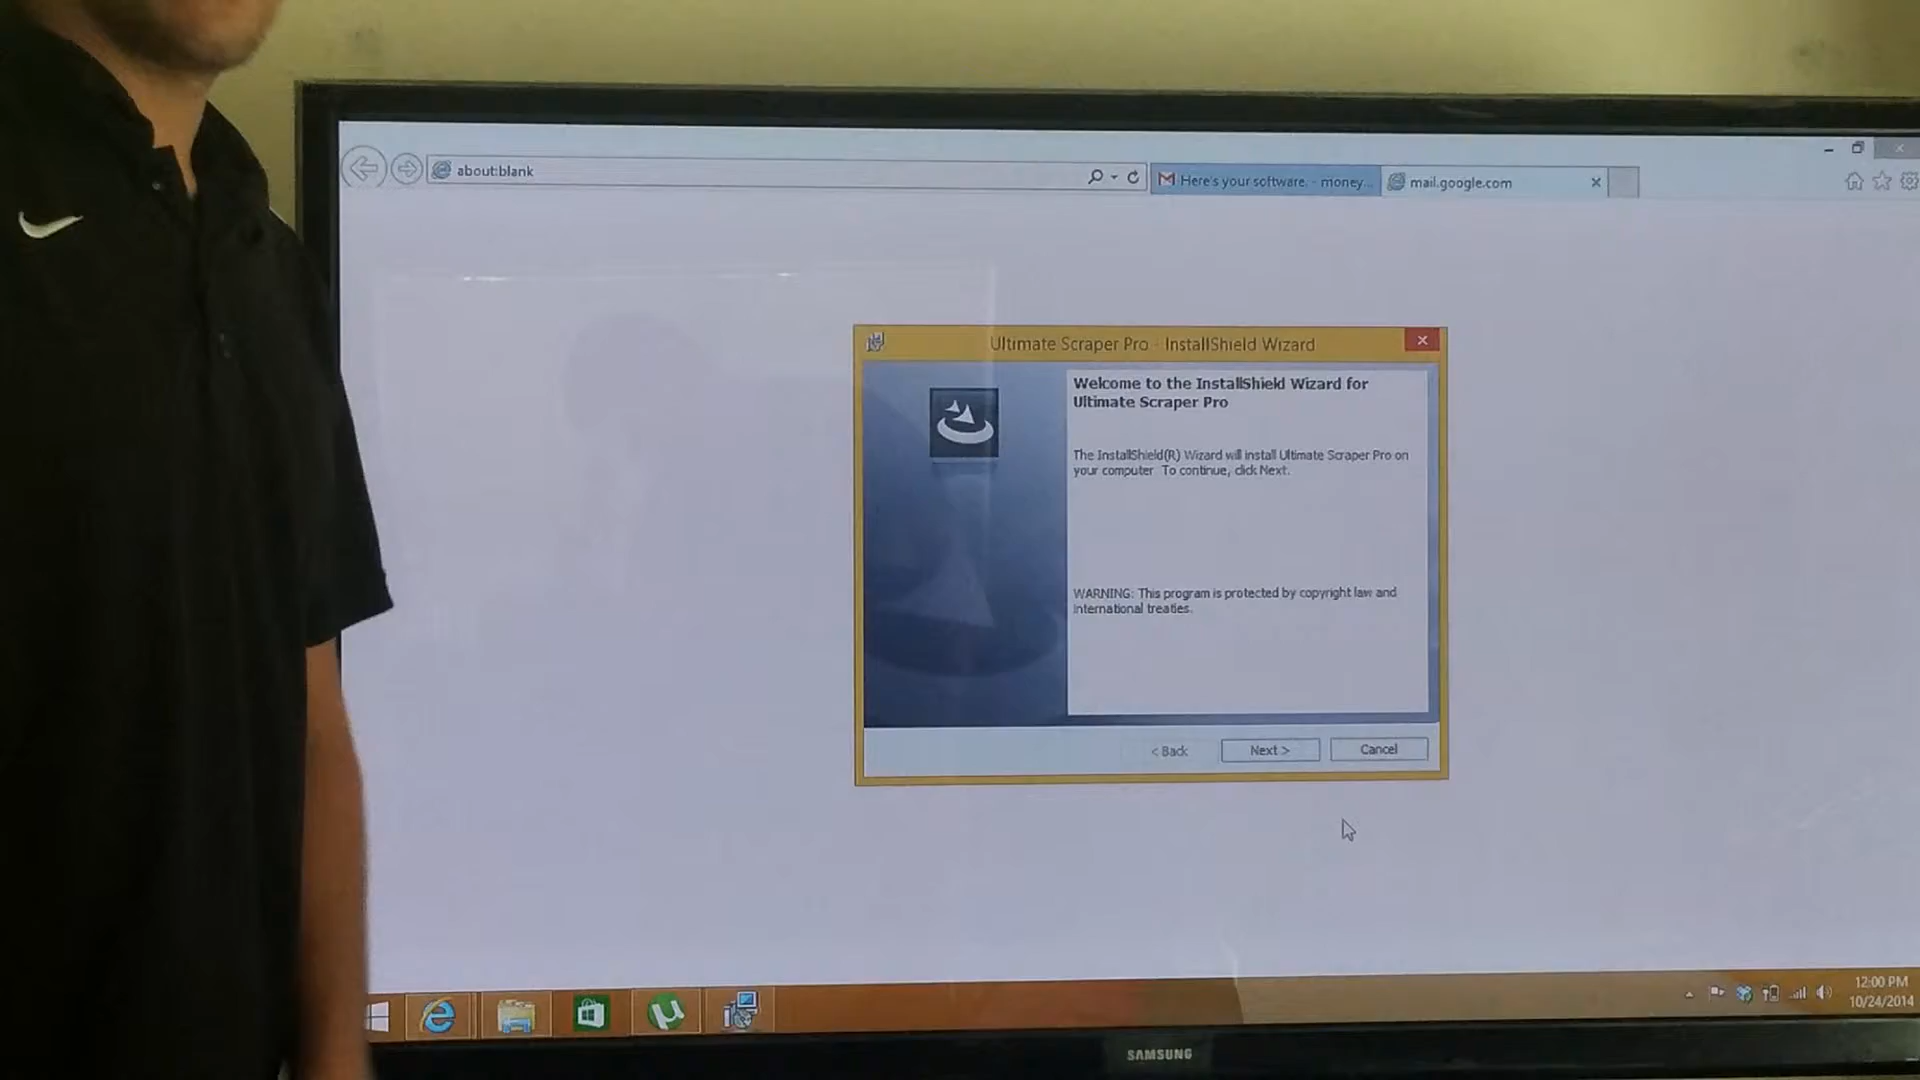 about:blank
Here's your software. - money...
mail.google.com
Ultimate Scraper Pro - InstallShield Wizard
Welcome to the InstallShield Wizard for
Ultimate Scraper Pro
The InstallShield(R) Wizard will install Ultimate Scraper Pro on
your computer. To continue, click Next.
WARNING: This program is protected by copyright law and
international treaties.
< Back
Next >
Cancel
12:00 PM
10/24/2014
SAMSUNG